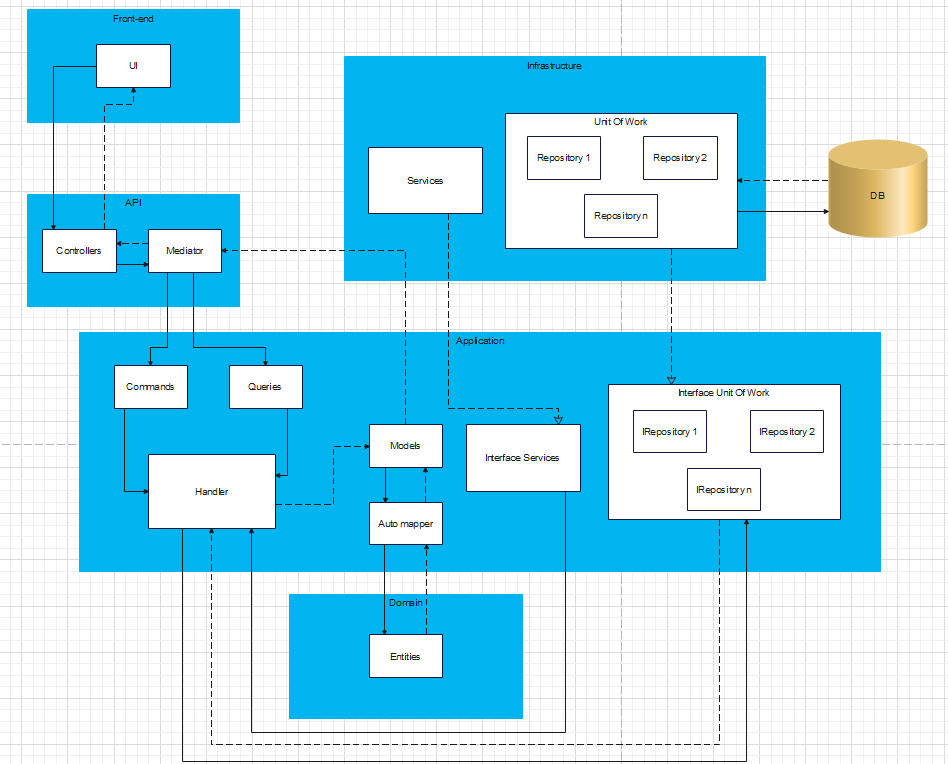 Front-end
UI
Infrastructure
Unit Of Work
Repository 1
Repository 2
Services
Repository n
DB
API
Controllers
Mediator
Application
Commands
Queries
Interface Unit Of Work
IRepository 1
IRepository 2
Models
Interface Services
Handler
IRepository n
Auto mapper
Domain
Entities